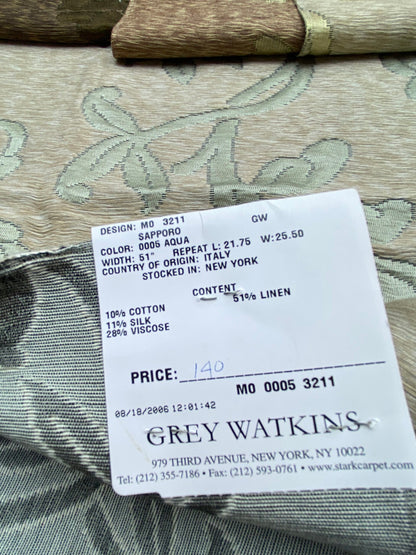 DESIGN: MO 3211 GW
SAPPORO
COLOR: 0005 AQUA
WIDTH: 51" REPEAT L: 21.75 W: 25.50
COUNTRY OF ORIGIN: ITALY
STOCKED IN: NEW YORK
CONTENT
10% COTTON 51% LINEN
11% SILK
28% VISCOSE
PRICE: 140
MO 0005 3211
08/18/2006 12:01:42
GREY WATKINS
979 THIRD AVENUE, NEW YORK, NY 10022
Tel: (212) 355-7186 • Fax: (212) 593-0761 • www.starkcarpet.com